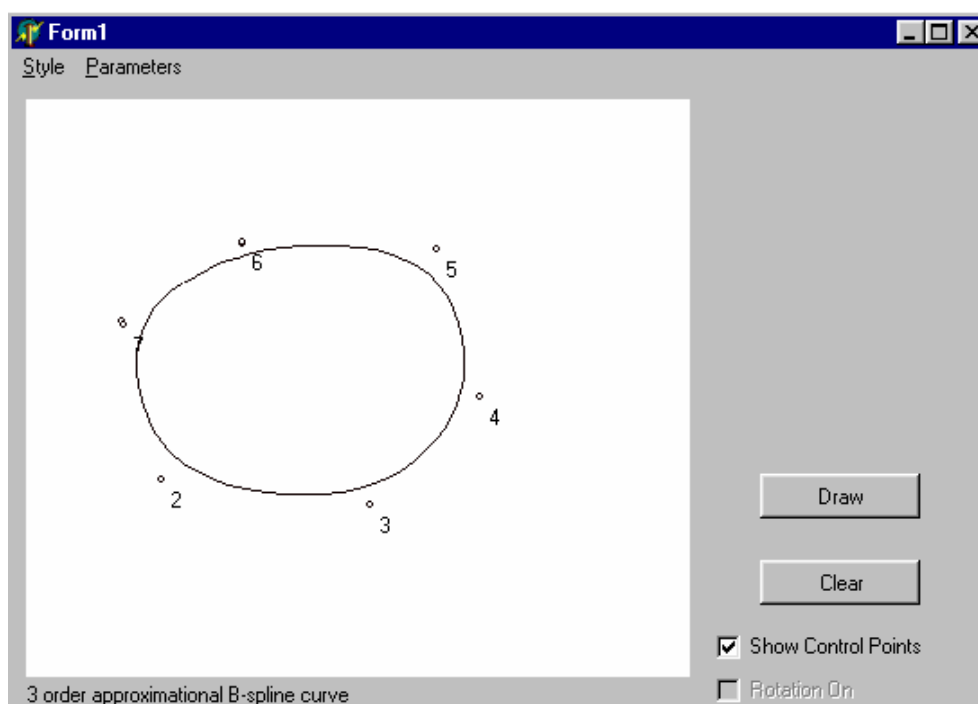 Form1
Style Parameters
6
5
7
4
2
3
Draw
Clear
Show Control Points
3 order approximational B-spline curve
Rotation On